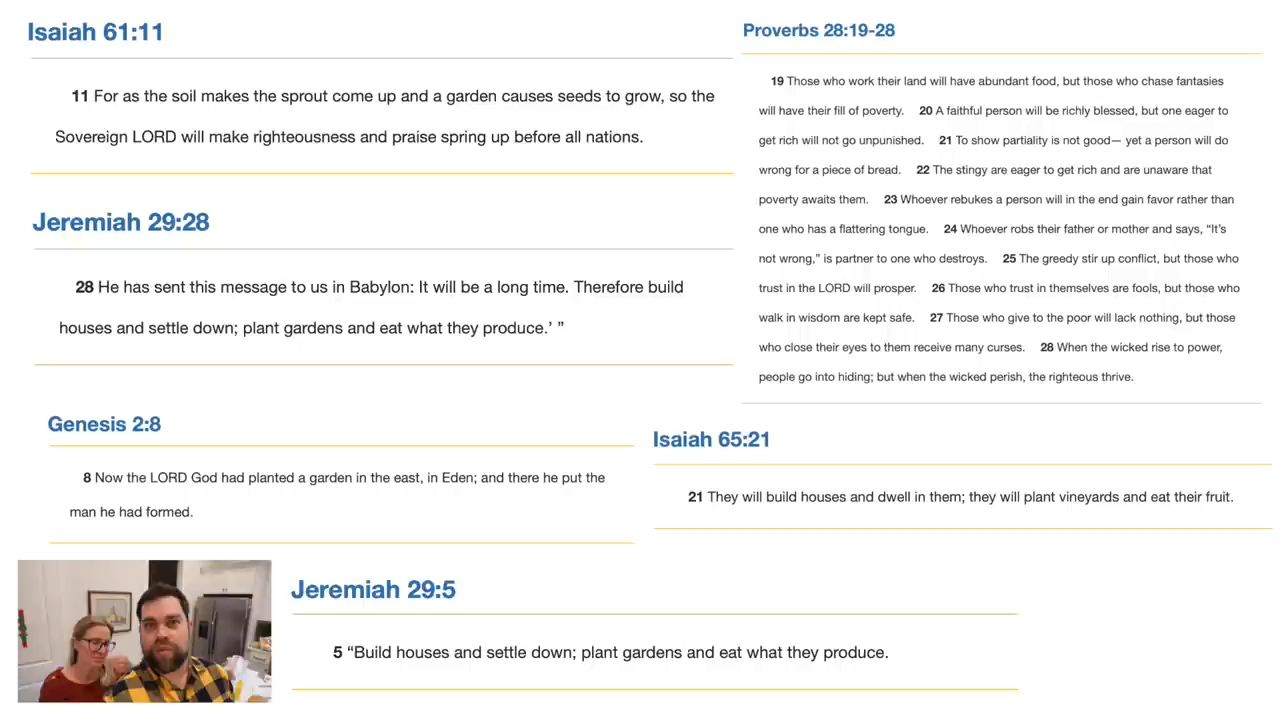 Isaiah 61:11
11 For as the soil makes the sprout come up and a garden causes seeds to grow, so the
Sovereign LORD will make righteousness and praise spring up before all nations.
Jeremiah 29:28
28 He has sent this message to us in Babylon: It will be a long time. Therefore build
houses and settle down; plant gardens and eat what they produce.’ ”
Genesis 2:8
8 Now the LORD God had planted a garden in the east, in Eden; and there he put the
man he had formed.
Proverbs 28:19-28
19 Those who work their land will have abundant food, but those who chase fantasies
will have their fill of poverty. 20 A faithful person will be richly blessed, but one eager to
get rich will not go unpunished. 21 To show partiality is not good— yet a person will do
wrong for a piece of bread. 22 The stingy are eager to get rich and are unaware that
poverty awaits them. 23 Whoever rebukes a person will in the end gain favor rather than
one who has a flattering tongue. 24 Whoever robs their father or mother and says, “It’s
not wrong,” is partner to one who destroys. 25 The greedy stir up conflict, but those who
trust in the LORD will prosper. 26 Those who trust in themselves are fools, but those who
walk in wisdom are kept safe. 27 Those who give to the poor will lack nothing, but those
who close their eyes to them receive many curses. 28 When the wicked rise to power,
people go into hiding; but when the wicked perish, the righteous thrive.
Isaiah 65:21
21 They will build houses and dwell in them; they will plant vineyards and eat their fruit.
Jeremiah 29:5
5 “Build houses and settle down; plant gardens and eat what they produce.